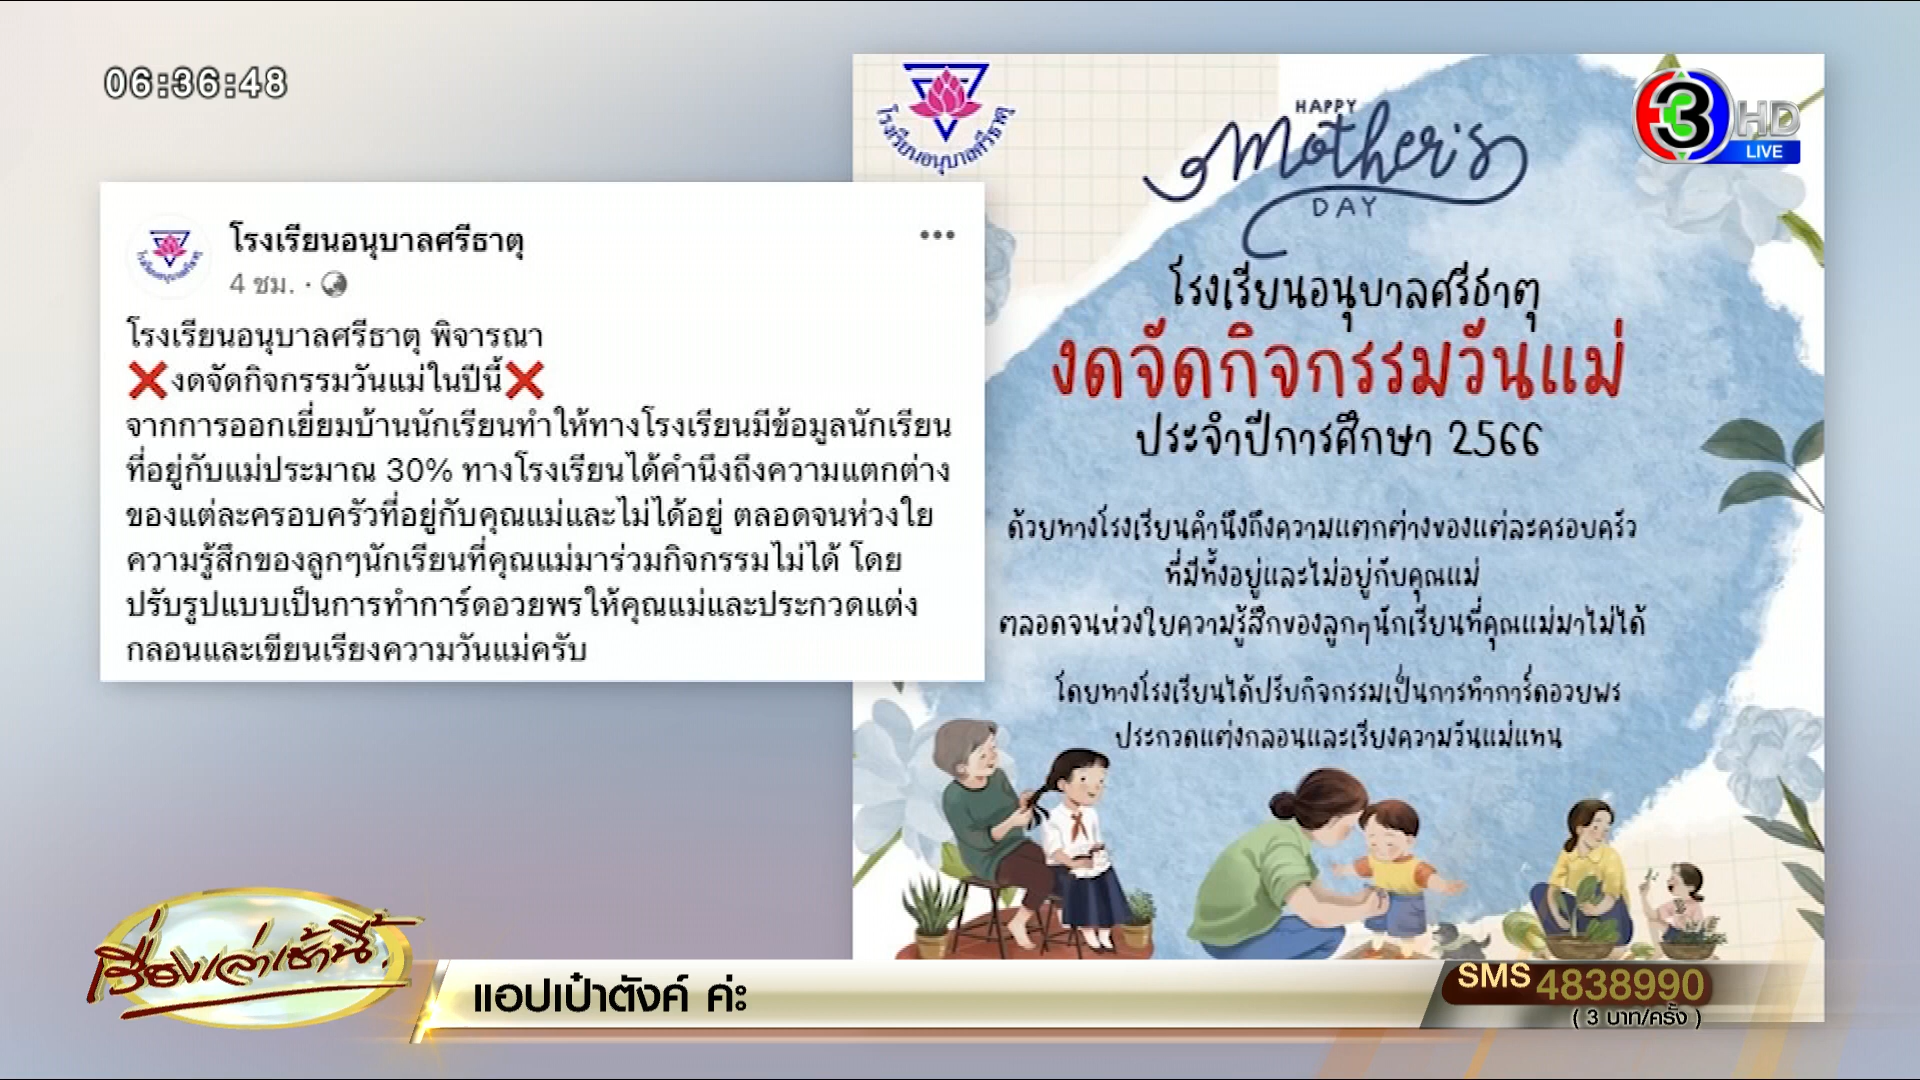 06:36:48
โรงเรียนอนุบาลศรีธาตุ
4 ชม. ·
โรงเรียนอนุบาลศรีธาตุ พิจารณา
❌งดจัดกิจกรรมวันแม่ในปีนี้❌
จากการออกเยี่ยมบ้านนักเรียนทำให้ทางโรงเรียนมีข้อมูลนักเรียน
ที่อยู่กับแม่ประมาณ 30% ทางโรงเรียนได้คำนึงถึงความแตกต่าง
ของแต่ละครอบครัวที่อยู่กับคุณแม่และไม่ได้อยู่ ตลอดจนห่วงใย
ความรู้สึกของลูกๆนักเรียนที่คุณแม่มาร่วมกิจกรรมไม่ได้ โดย
ปรับรูปแบบเป็นการทำการ์ดอวยพรให้คุณแม่และประกวดแต่ง
กลอนและเขียนเรียงความวันแม่ครับ
โรงเรียนอนุบาลศรีธาตุ
HAPPY
Mother's
DAY
โรงเรียนอนุบาลศรีธาตุ
งดจัดกิจกรรมวันแม่
ประจำปีการศึกษา 2566
ด้วยทางโรงเรียนคำนึงถึงความแตกต่างของแต่ละครอบครัว
ที่มีทั้งอยู่และไม่อยู่กับคุณแม่
ตลอดจนห่วงใยความรู้สึกของลูกๆนักเรียนที่คุณแม่มาไม่ได้
โดยทางโรงเรียนได้ปรับกิจกรรมเป็นการทำการ์ดอวยพร
ประกวดแต่งกลอนและเรียงความวันแม่แทน
3 HD
LIVE
เรื่องเล่าเช้านี้
แอปเป๋าตังค์ ค่ะ
SMS 4838990
( 3 บาท/ครั้ง )